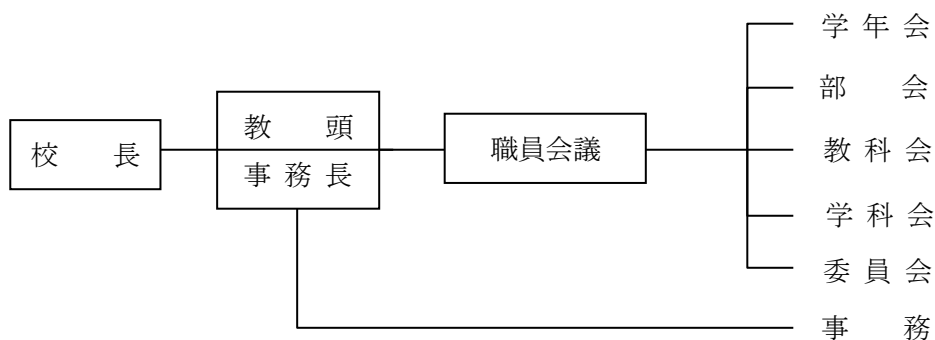 校　長
教　頭
事務長
職員会議
学年会
部　会
教科会
学科会
委員会
事　務